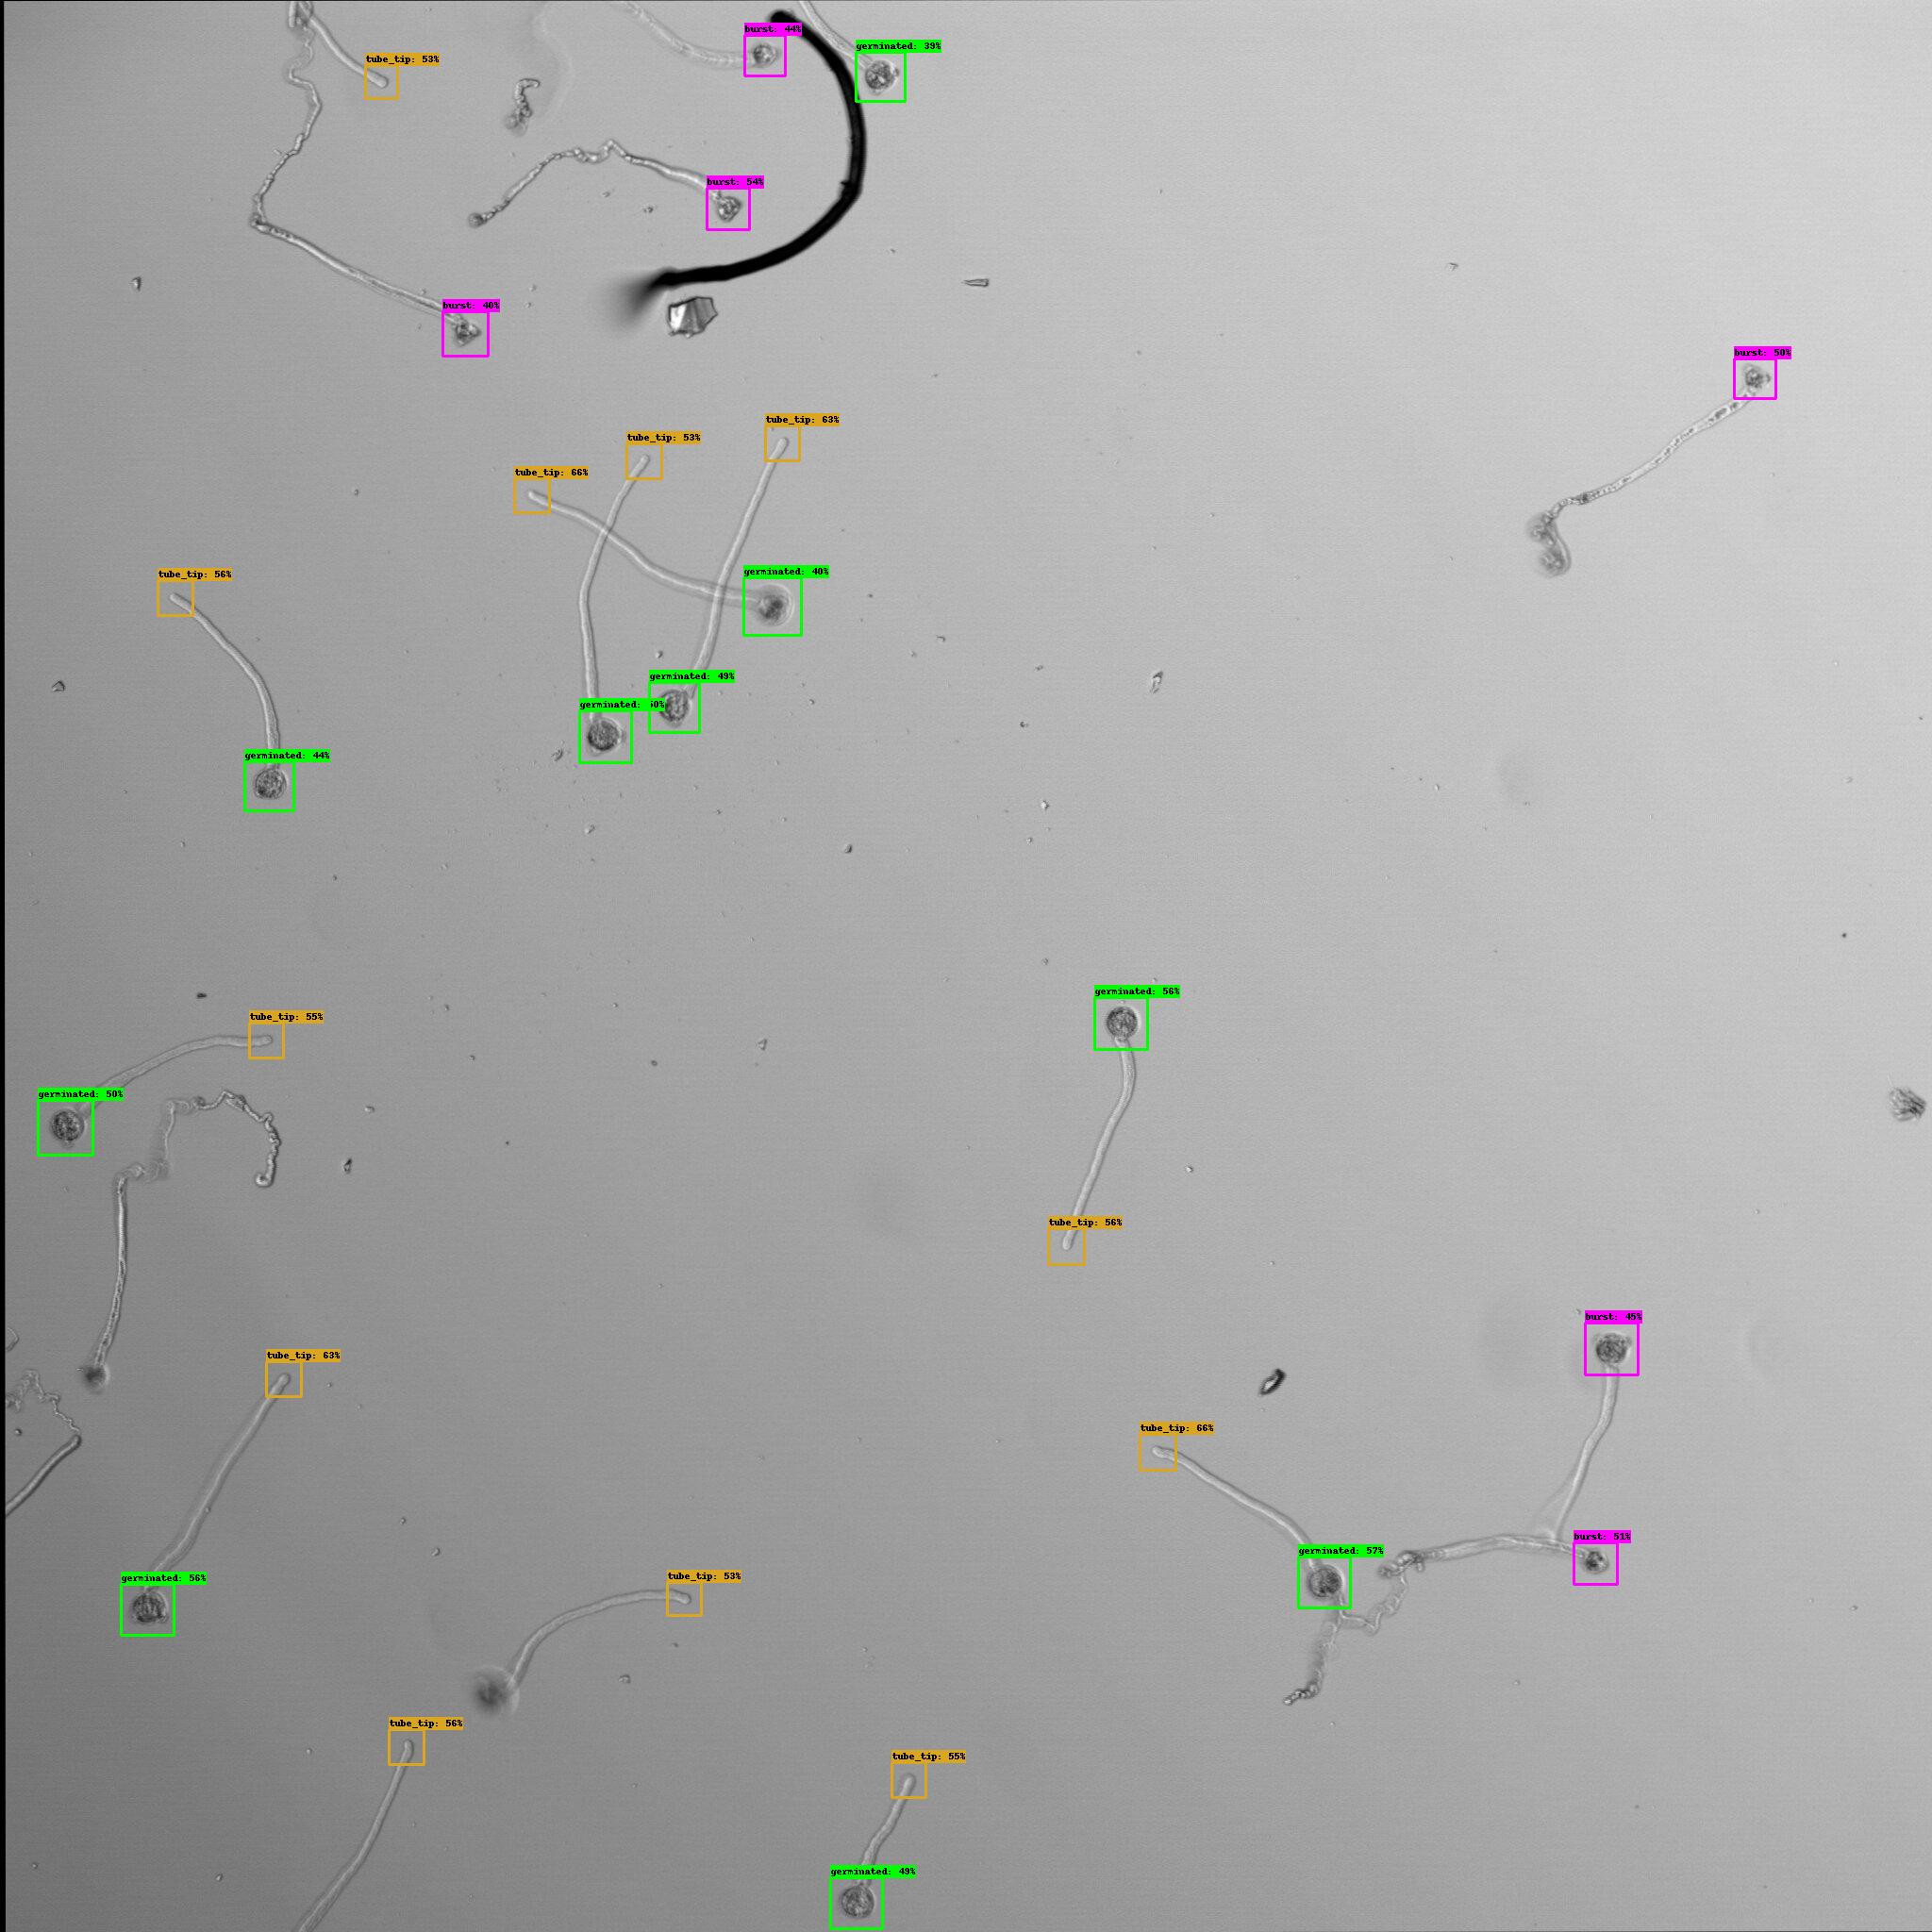 burst: 44%
germinated: 39%
tube_tip: 53%
burst: 54%
burst: 40%
burst: 50%
tube_tip: 63%
tube_tip: 53%
tube_tip: 66%
germinated: 40%
tube_tip: 56%
germinated: 49%
germinated: 50%
germinated: 44%
germinated: 56%
tube_tip: 55%
germinated: 50%
tube_tip: 56%
burst: 45%
tube_tip: 63%
tube_tip: 66%
burst: 51%
germinated: 57%
germinated: 56%
tube_tip: 53%
tube_tip: 56%
tube_tip: 55%
germinated: 49%